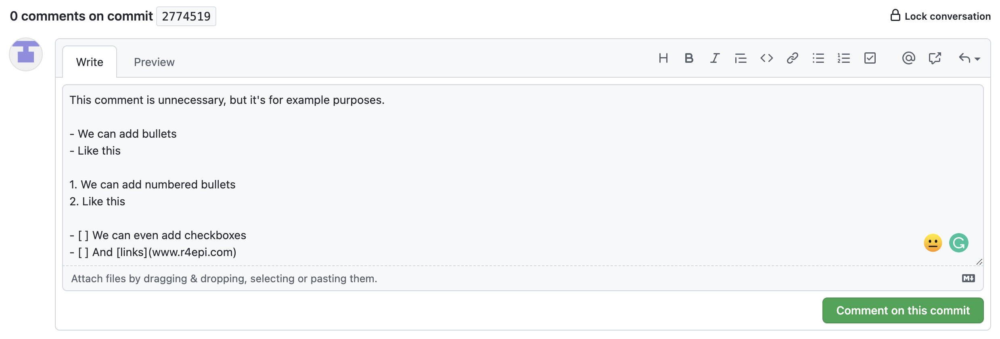 0 comments on commit 2774519
Lock conversation
Write Preview
This comment is unnecessary, but it's for example purposes.
- We can add bullets
- Like this
1. We can add numbered bullets
2. Like this
- [ ] We can even add checkboxes
- [ ] And [links](www.r4epi.com)
Attach files by dragging & dropping, selecting or pasting them.
Comment on this commit